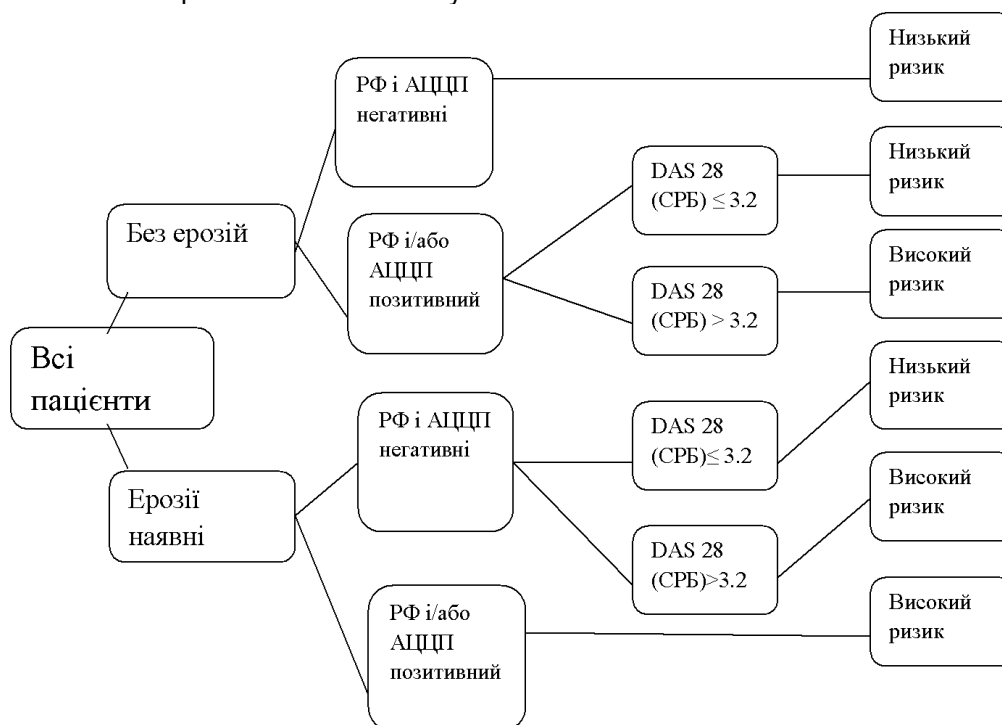 Низький
ризик
РФ і АЦЦП
негативні
Низький
ризик
DAS 28
(СРБ) ≤ 3.2
Без ерозій
РФ і/або
АЦЦП
позитивний
Високий
ризик
DAS 28
(СРБ) > 3.2
Всі
пацієнти
Низький
ризик
РФ і АЦЦП
негативні
DAS 28
(СРБ)≤ 3.2
Ерозії
наявні
Високий
ризик
DAS 28
(СРБ)>3.2
РФ і/або
АЦЦП
позитивний
Високий
ризик